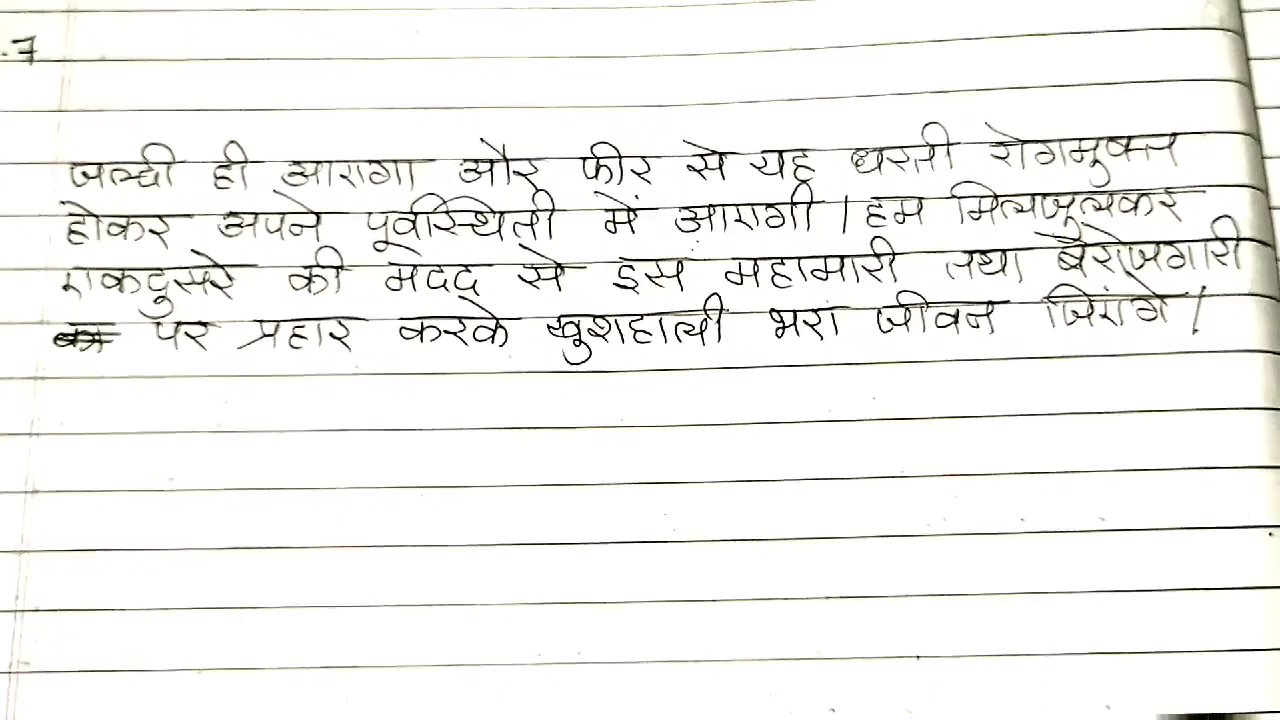 .7
जल्दी ही आएगा और फीर से यह धरती रोगमुक्त
होकर अपने पूर्वस्थिती में आएगी । हम मिलजूलकर
एकदुसरे की मदद से इस महामारी तथा बेरोजगारी
पर प्रहार करके खुशहाली भरा जीवन जिएंगे ।